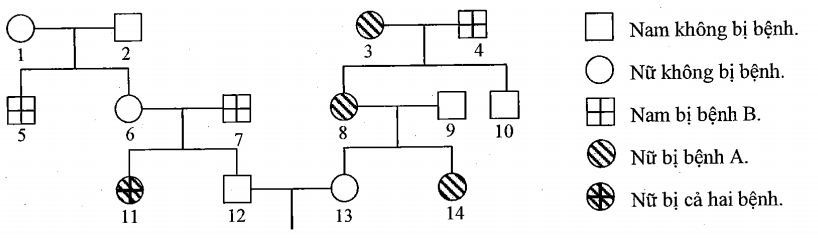 1 2 3 4
5 6 7 8 9 10
11 12 13 14
Nam không bị bệnh.
Nữ không bị bệnh.
Nam bị bệnh B.
Nữ bị bệnh A.
Nữ bị cả hai bệnh.